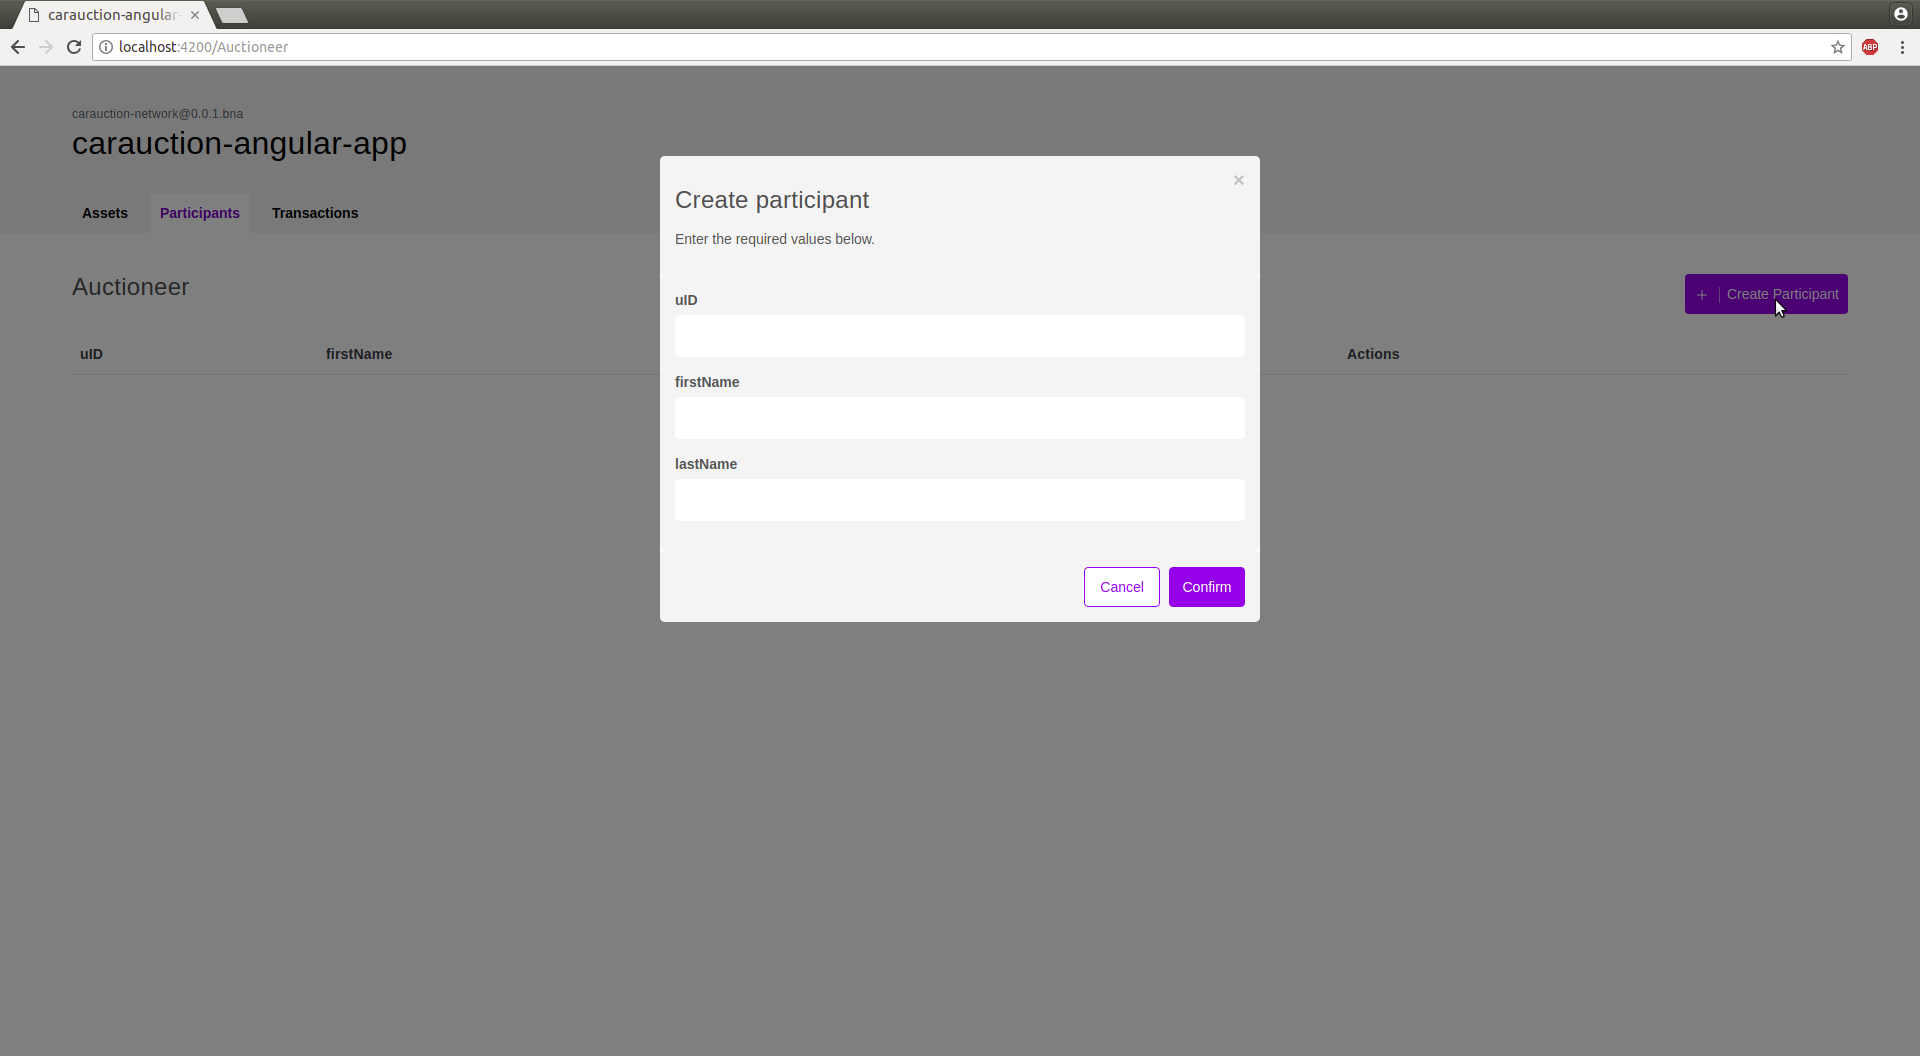 carauction-angular-
localhost:4200/Auctioneer
ABP
carauction-network@0.0.1.bna
carauction-angular-app
Assets Participants Transactions
Auctioneer
+ Create Participant
uID firstName Actions
×
Create participant
Enter the required values below.
uID
firstName
lastName
Cancel Confirm